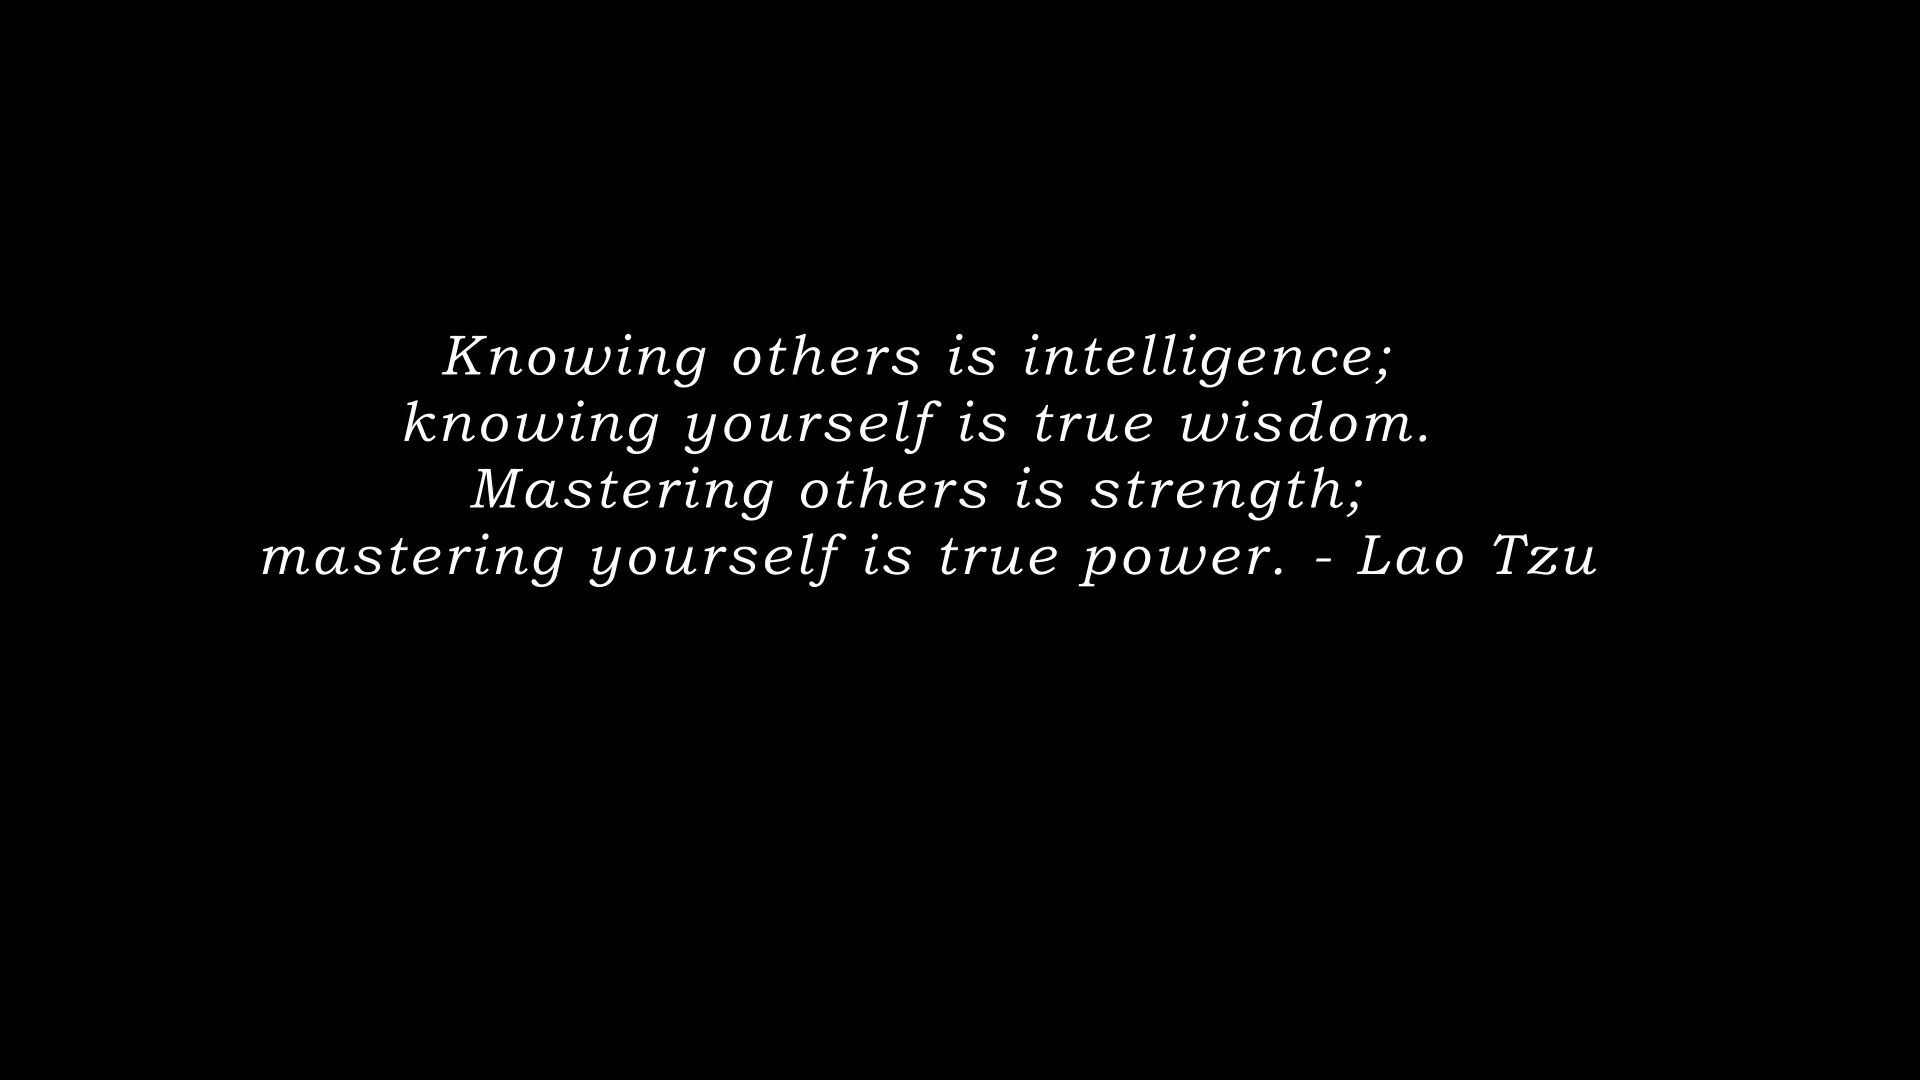 Knowing others is intelligence;
knowing yourself is true wisdom.
Mastering others is strength;
mastering yourself is true power. - Lao Tzu